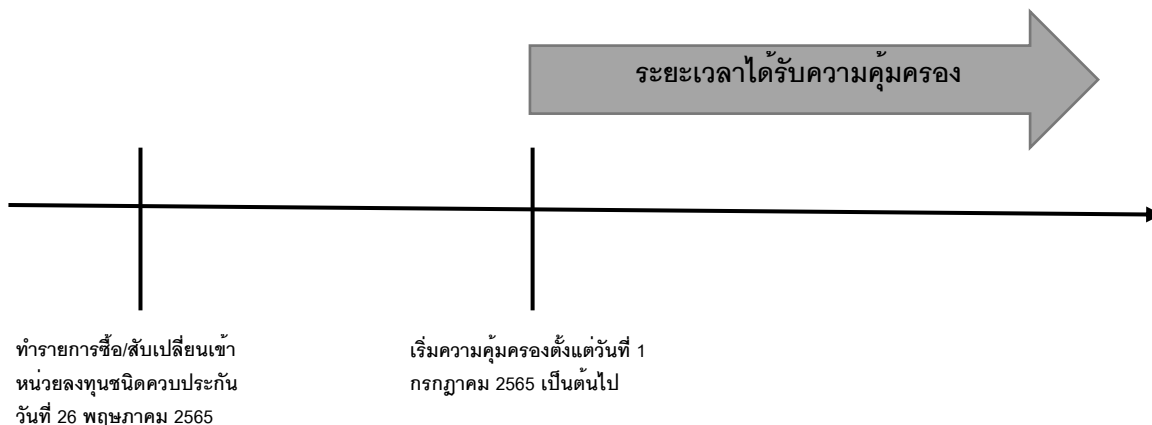 ระยะเวลาได้รับความคุ้มครอง
ทำรายการซื้อ/สับเปลี่ยนเข้า
หน่วยลงทุนชนิดควบประกัน
วันที่ 26 พฤษภาคม 2565
เริ่มความคุ้มครองตั้งแต่วันที่ 1
กรกฎาคม 2565 เป็นต้นไป